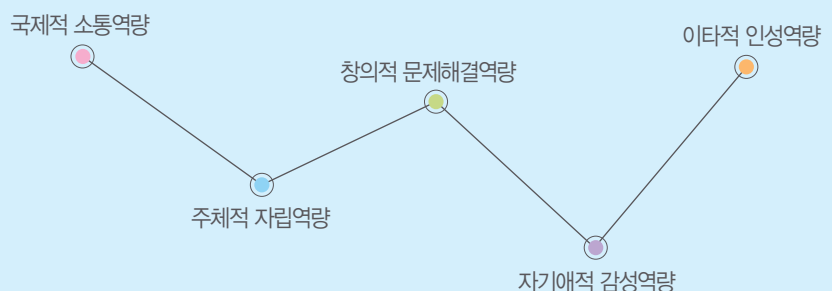 국제적 소통역량
이타적 인성역량
창의적 문제해결역량
주체적 자립역량
자기애적 감성역량